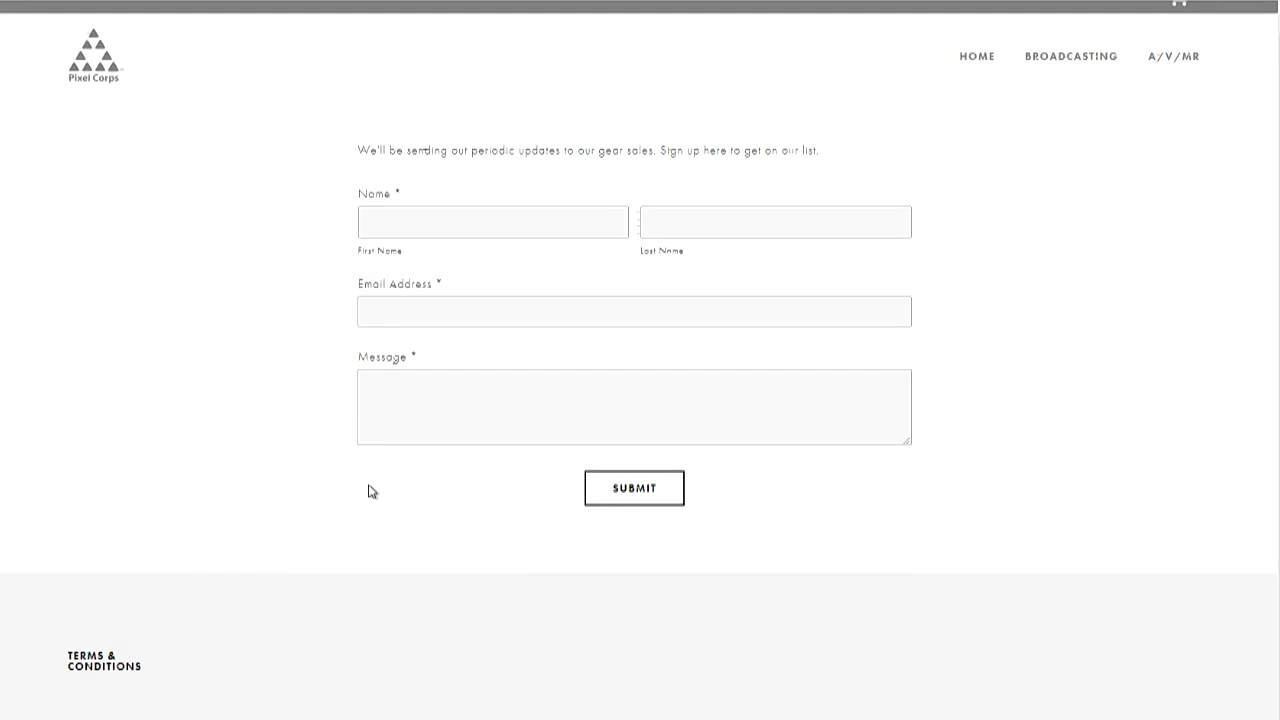 Pixel Corps
HOME BROADCASTING A/V/MR
We'll be sending out periodic updates to our gear sales. Sign up here to get on our list.
Name *
First Name Last Name
Email Address *
Message *
SUBMIT
TERMS &
CONDITIONS